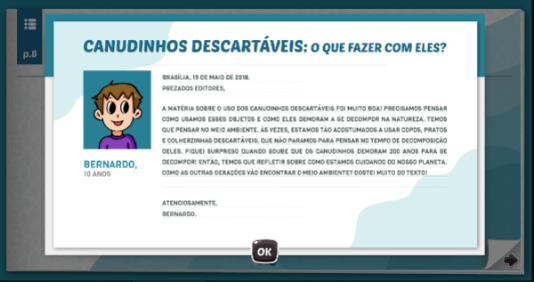 p.8
CANUDINHOS DESCARTÁVEIS: O QUE FAZER COM ELES?
BRASÍLIA, 15 DE MAIO DE 2018.
PREZADOS EDITORES,
A MATÉRIA SOBRE O USO DOS CANUDINHOS DESCARTÁVEIS FOI MUITO BOA! PRECISAMOS PENSAR
COMO USAMOS ESSES OBJETOS E COMO ELES DEMORAM A SE DECOMPOR NA NATUREZA. TEMOS
QUE PENSAR NO MEIO AMBIENTE. ÀS VEZES, ESTAMOS TÃO ACOSTUMADOS A USAR COPOS, PRATOS
E COLHERZINHAS DESCARTÁVEIS, QUE NÃO PARAMOS PARA PENSAR NO TEMPO DE DECOMPOSIÇÃO
DELES. FIQUEI SURPRESO QUANDO SOUBE QUE OS CANUDINHOS DEMORAM 200 ANOS PARA SE
DECOMPOR! ENTÃO, TEMOS QUE REFLETIR SOBRE COMO ESTAMOS CUIDANDO DO NOSSO PLANETA.
COMO AS OUTRAS GERAÇÕES VÃO ENCONTRAR O MEIO AMBIENTE? GOSTEI MUITO DO TEXTO!
ATENCIOSAMENTE,
BERNARDO.
BERNARDO,
10 ANOS
OK